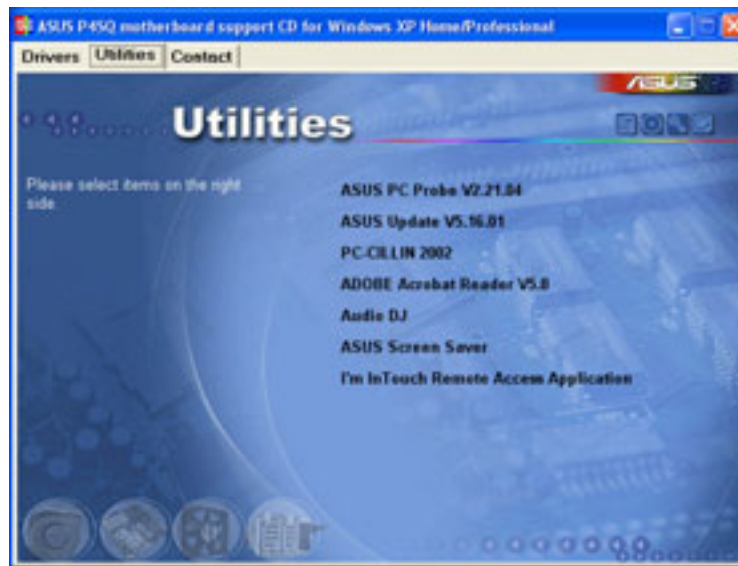 ASUS P4SQ motherboard support CD for Windows XP Home/Professional
Drivers Utilities Contact
ASUS
Utilities
Please select items on the right
side.
ASUS PC Probe V2.21.04
ASUS Update V5.16.01
PC-CILLIN 2002
ADOBE Acrobat Reader V5.0
Audio DJ
ASUS Screen Saver
I'm InTouch Remote Access Application